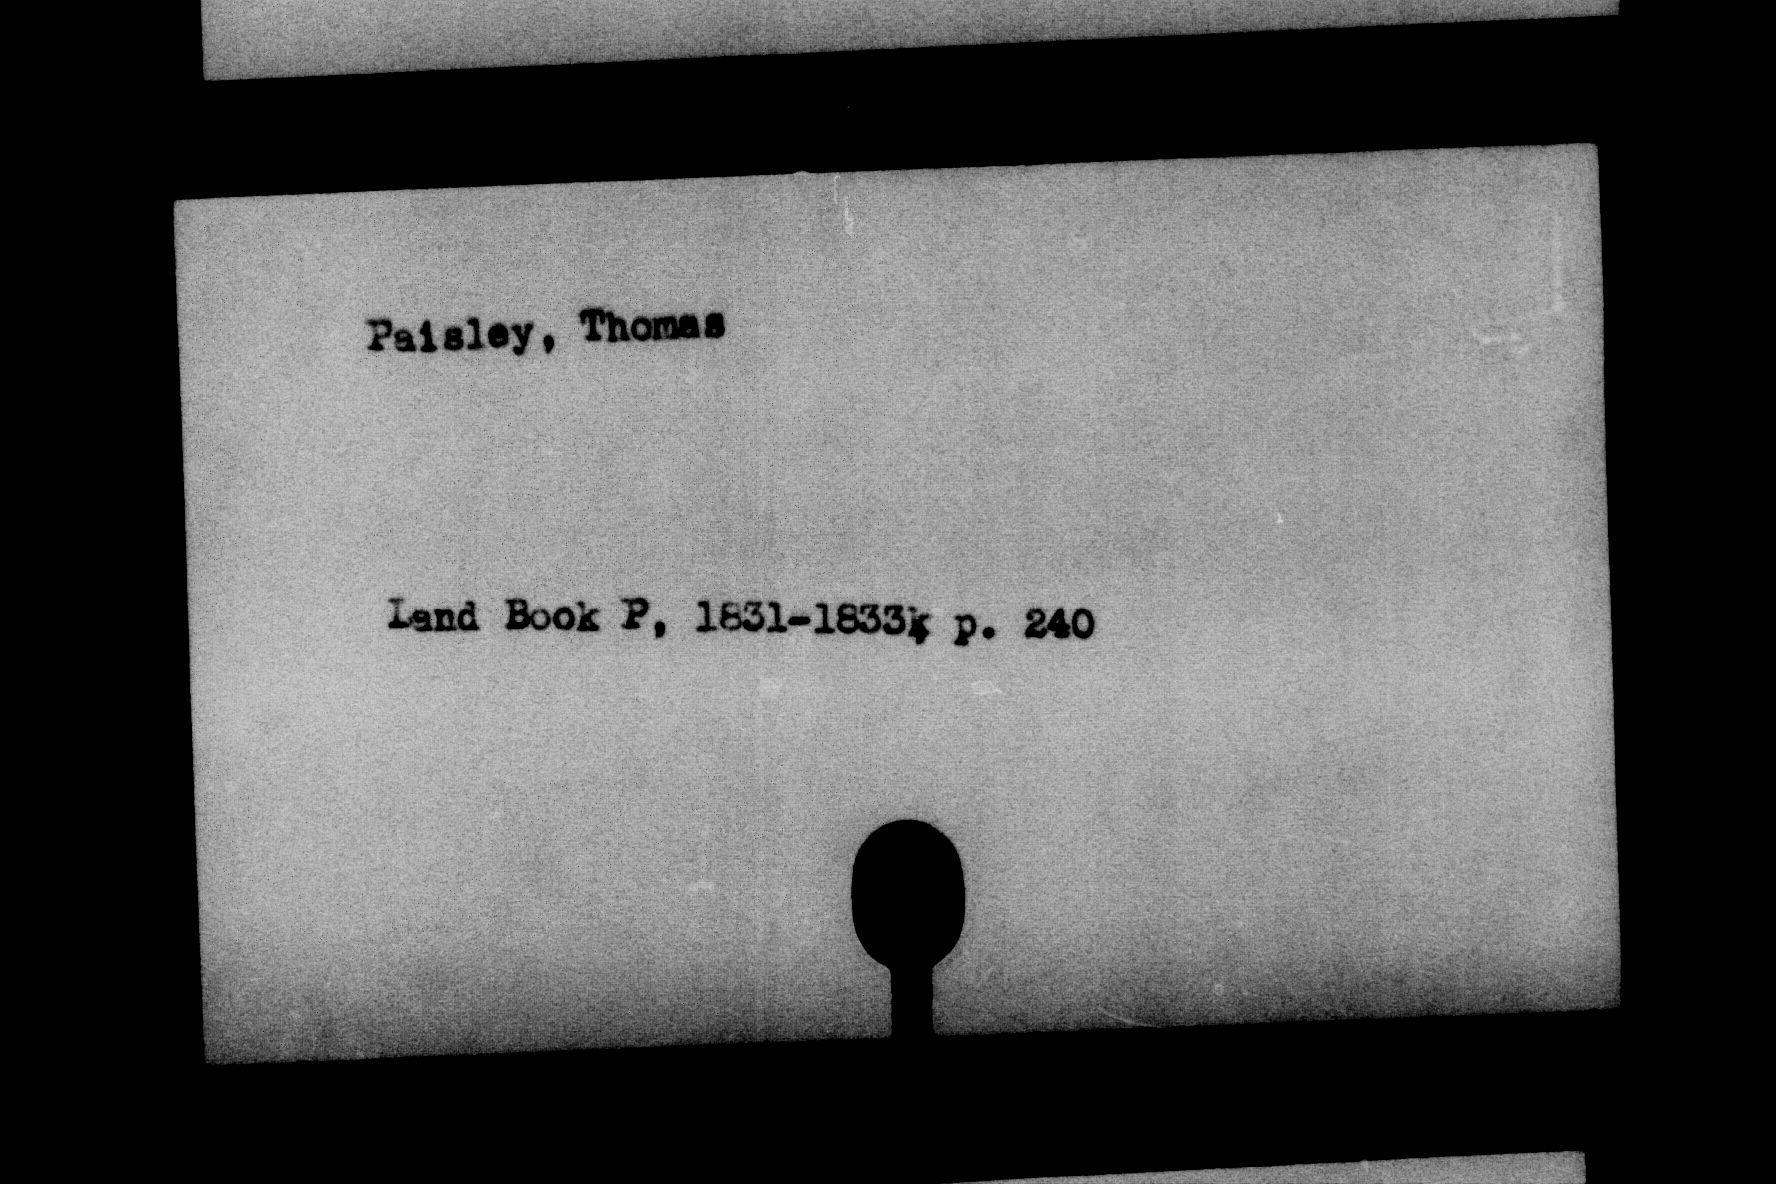 Paisley, Thomas
Land Book P, 1831-1833, p. 240